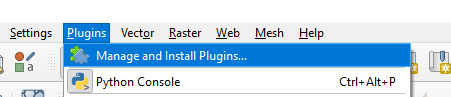 Settings Plugins Vector Raster Web Mesh Help
a
Manage and Install Plugins...
Python Console Ctrl+Alt+P